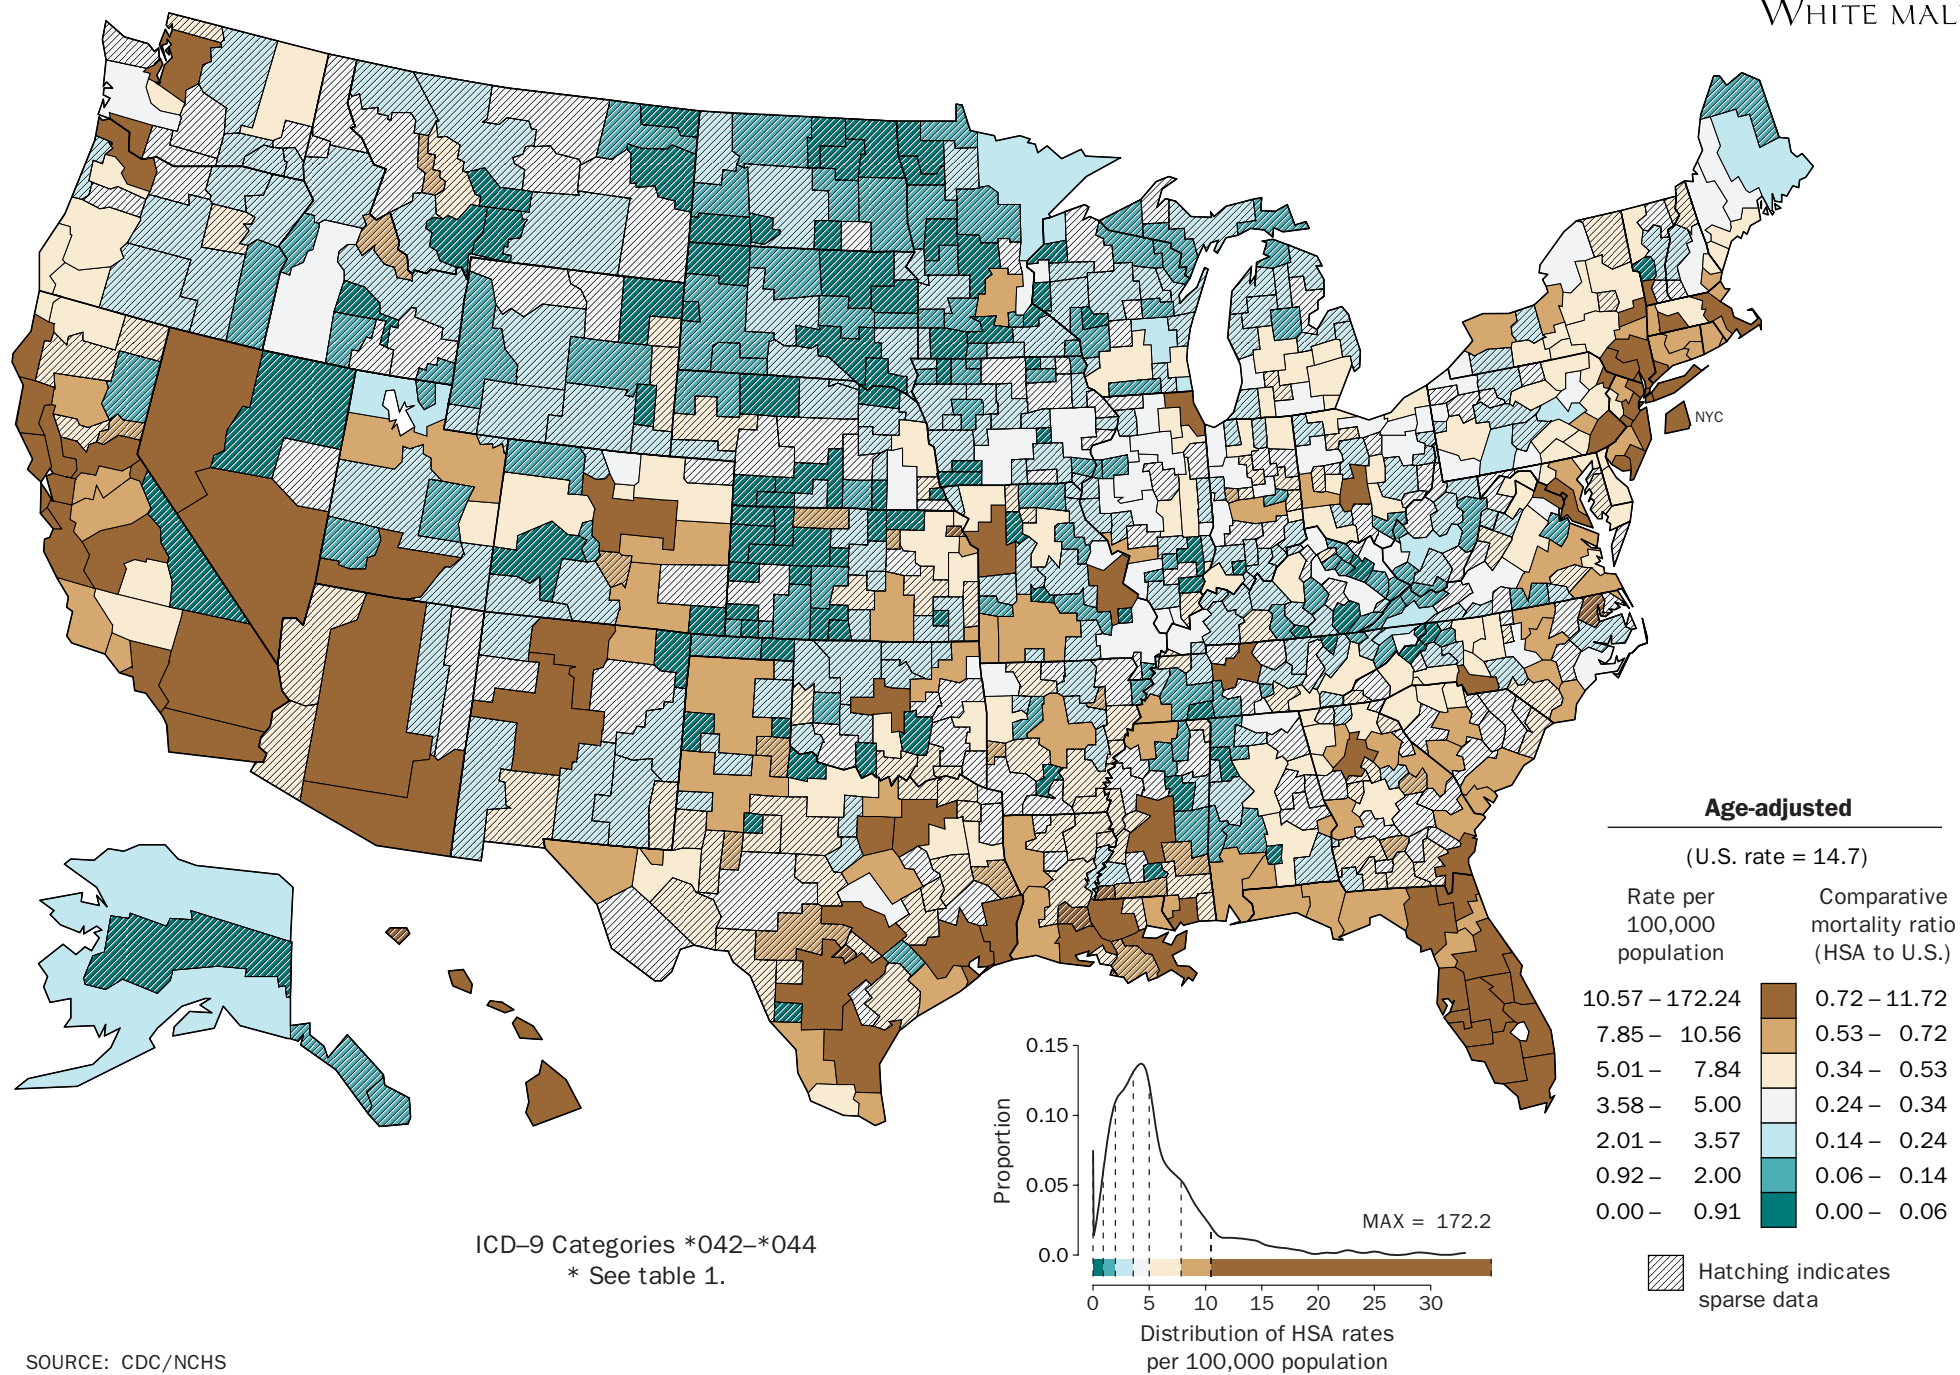 WHITE MAL
NYC
Age-adjusted
(U.S. rate = 14.7)
Rate per
100,000
population
Comparative
mortality ratio
(HSA to U.S.)
10.57 – 172.24 0.72 – 11.72
7.85 – 10.56 0.53 – 0.72
5.01 – 7.84 0.34 – 0.53
3.58 – 5.00 0.24 – 0.34
2.01 – 3.57 0.14 – 0.24
0.92 – 2.00 0.06 – 0.14
0.00 – 0.91 0.00 – 0.06
Hatching indicates
sparse data
0.15
0.10
0.05
0.0
Proportion
MAX = 172.2
0 5 10 15 20 25 30
Distribution of HSA rates
per 100,000 population
ICD–9 Categories *042–*044
* See table 1.
SOURCE: CDC/NCHS